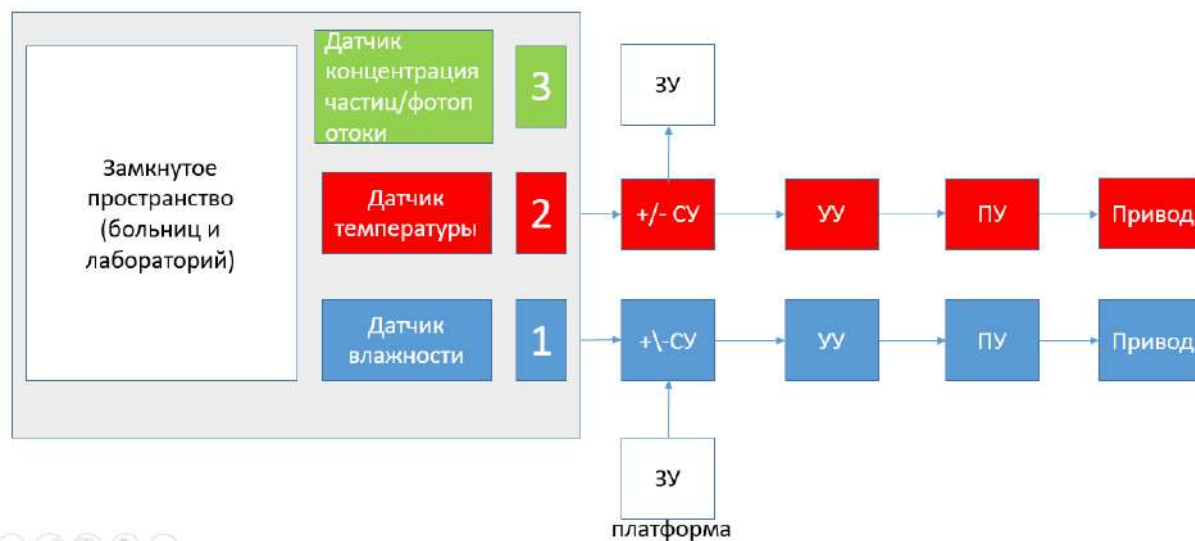 Замкнутое
пространство
(больниц и
лабораторий)
Датчик
концентрация
частиц/фотоп
отоки
3
ЗУ
Датчик
температуры
2
+/- СУ
УУ
ПУ
Привод
Датчик
влажности
1
+\-СУ
УУ
ПУ
Привод
ЗУ
платформа